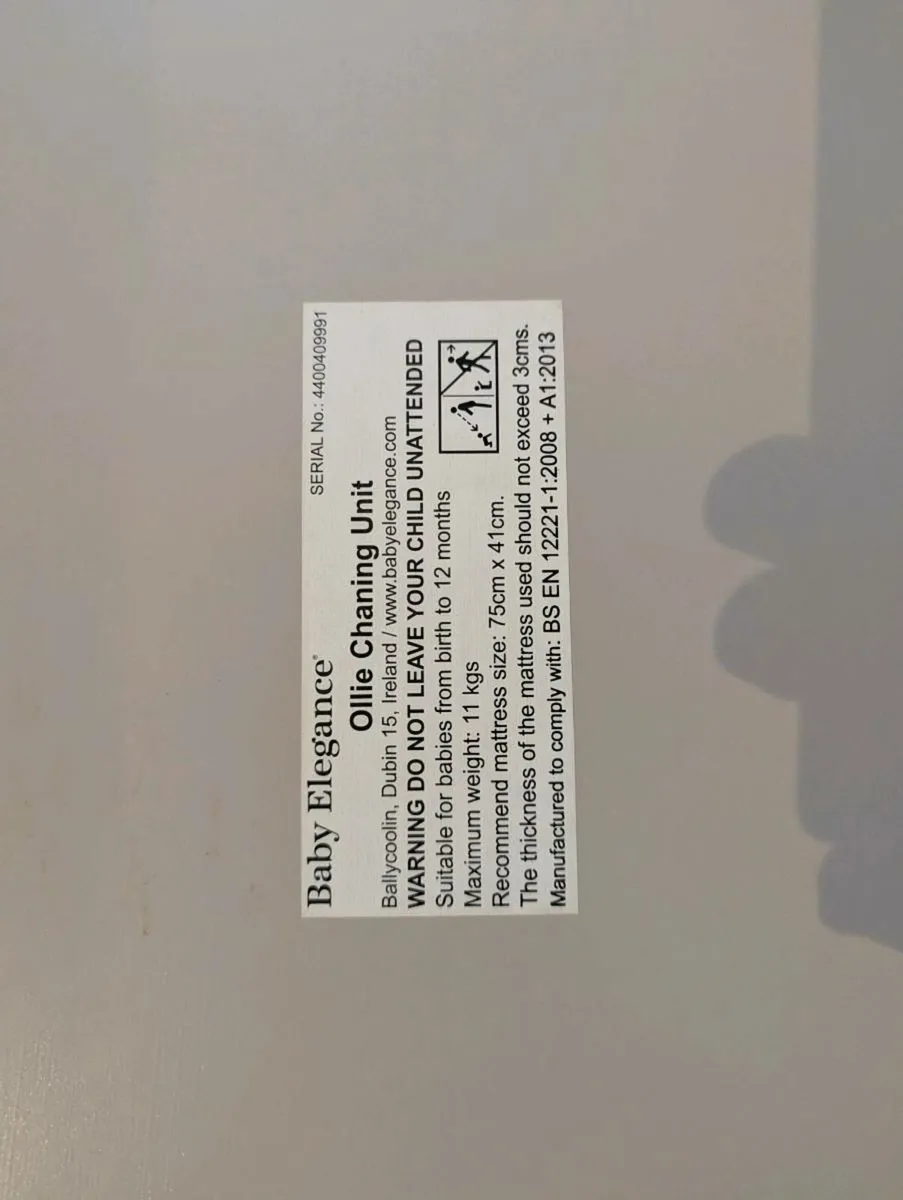 Baby Elegance®
SERIAL No.: 4400409991
Ollie Chaning Unit
Ballycoolin, Dubin 15, Ireland / www.babyelegance.com
WARNING DO NOT LEAVE YOUR CHILD UNATTENDED
Suitable for babies from birth to 12 months
Maximum weight: 11 kgs
Recommend mattress size: 75cm x 41cm.
The thickness of the mattress used should not exceed 3cms.
Manufactured to comply with: BS EN 12221-1:2008 + A1:2013